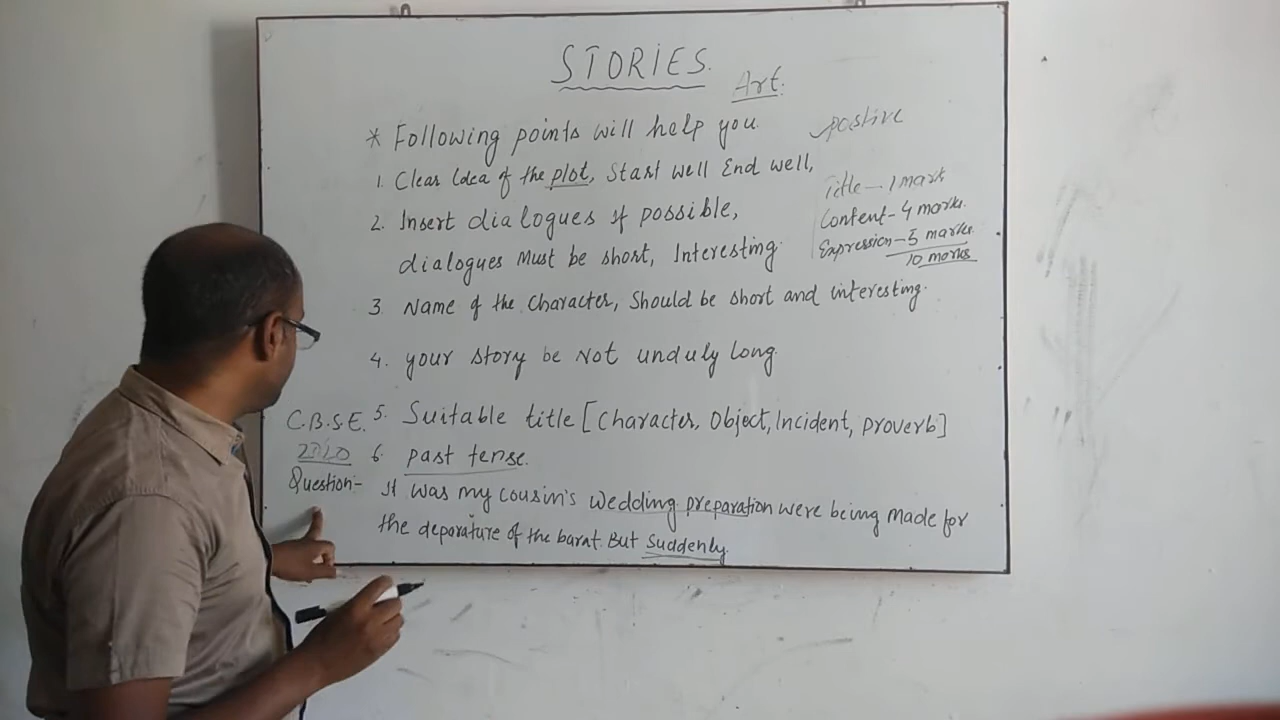 STORIES.
Art.
* Following points will help you.
postive
1. Clear Idea of the plot, Start well End well,
Title - 1 mark
2. Insert dialogues if possible,
Content - 4 marks.
dialogues Must be short, Interesting.
Expression - 5 marks.
10 marks
3. Name of the Character, Should be short and interesting.
4. your story be Not unduly long.
C.B.S.E. 5. Suitable title [Character, Object, Incident, Proverb]
2020 6. past tense.
Question:- It was my cousin's wedding preparation were being made for
the deparature of the barat. But Suddenly.